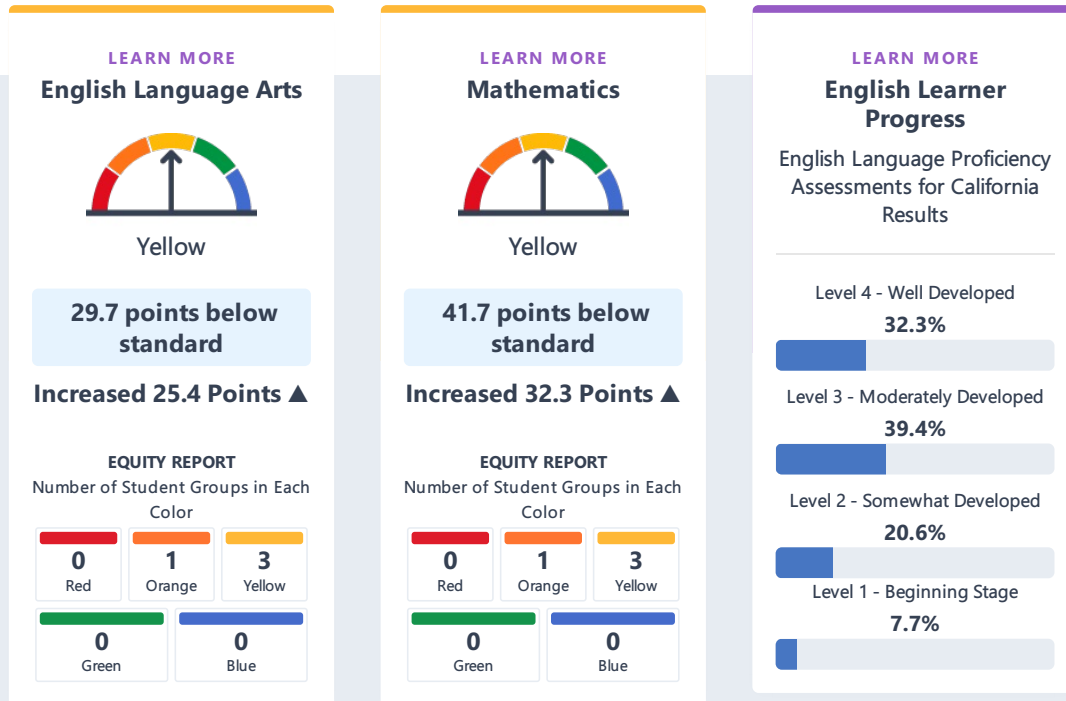 LEARN MORE
English Language Arts
Yellow
29.7 points below
standard
Increased 25.4 Points ▲
EQUITY REPORT
Number of Student Groups in Each
Color
0
Red
1
Orange
3
Yellow
0
Green
0
Blue
LEARN MORE
Mathematics
Yellow
41.7 points below
standard
Increased 32.3 Points ▲
EQUITY REPORT
Number of Student Groups in Each
Color
0
Red
1
Orange
3
Yellow
0
Green
0
Blue
LEARN MORE
English Learner
Progress
English Language Proficiency
Assessments for California
Results
Level 4 - Well Developed
32.3%
Level 3 - Moderately Developed
39.4%
Level 2 - Somewhat Developed
20.6%
Level 1 - Beginning Stage
7.7%